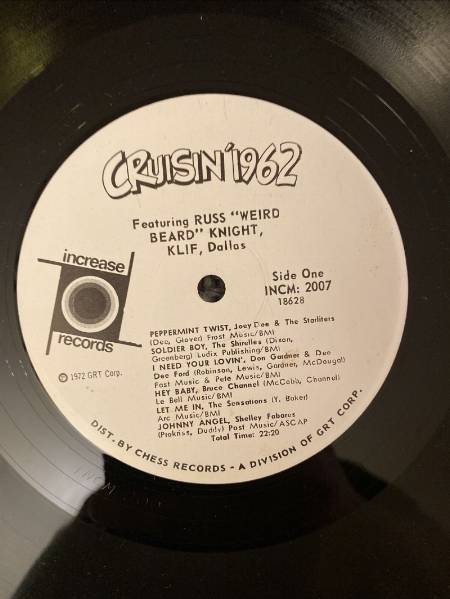 CRUISIN' 1962
Featuring RUSS "WEIRD
BEARD" KNIGHT,
KLIF, Dallas
increase
records
Side One
INCM: 2007
18628
© 1972 GRT Corp.
PEPPERMINT TWIST, Joey Dee & The Starliters
(Dee, Glover) Frost Music/BMI
SOLDIER BOY, The Shirelles (Dixon,
Greenberg) Ludix Publishing/BMI
I NEED YOUR LOVIN', Don Gardner & Dee
Dee Ford (Robinson, Lewis, Gardner, McDougal)
Fast Music & Pete Music/BMI
HEY BABY, Bruce Channel (McCobb, Channel)
Le Bell Music/BMI
LET ME IN, The Sensations (Y. Baker)
Arc Music/BMI
JOHNNY ANGEL, Shelley Fabares
(Prokriss, Duddy) Post Music/ASCAP
Total Time: 22:20
DIST. BY CHESS RECORDS - A DIVISION OF GRT CORP.